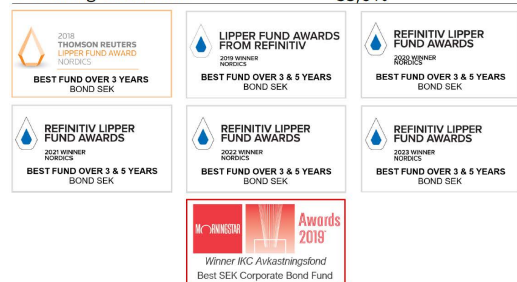 2018
THOMSON REUTERS
LIPPER FUND AWARD
NORDICS
BEST FUND OVER 3 YEARS
BOND SEK
LIPPER FUND AWARDS
FROM REFINITIV
2019 WINNER
NORDICS
BEST FUND OVER 3 & 5 YEARS
BOND SEK
REFINITIV LIPPER
FUND AWARDS
2020 WINNER
NORDICS
BEST FUND OVER 3 & 5 YEARS
BOND SEK
REFINITIV LIPPER
FUND AWARDS
2021 WINNER
NORDICS
BEST FUND OVER 3 & 5 YEARS
BOND SEK
REFINITIV LIPPER
FUND AWARDS
2022 WINNER
NORDICS
BEST FUND OVER 3 & 5 YEARS
BOND SEK
REFINITIV LIPPER
FUND AWARDS
2023 WINNER
NORDICS
BEST FUND OVER 3 & 5 YEARS
BOND SEK
MORNINGSTAR
Awards
2019
Winner IKC Avkastningsfond
Best SEK Corporate Bond Fund